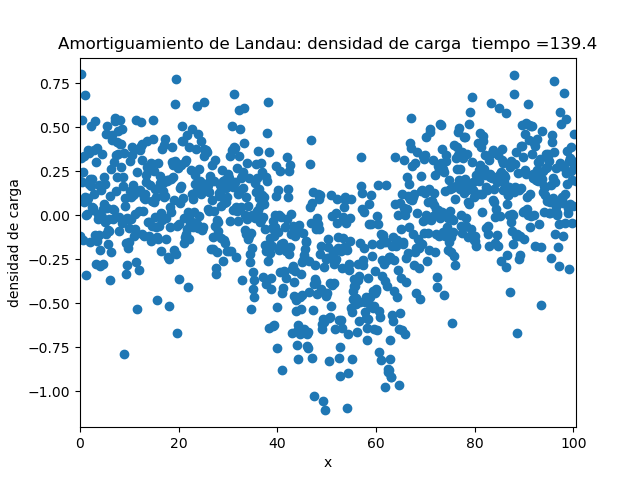 Amortiguamiento de Landau: densidad de carga  tiempo =139.4
0.75
0.50
0.25
0.00
−0.25
−0.50
−0.75
−1.00
densidad de carga
0 20 40 60 80 100
x